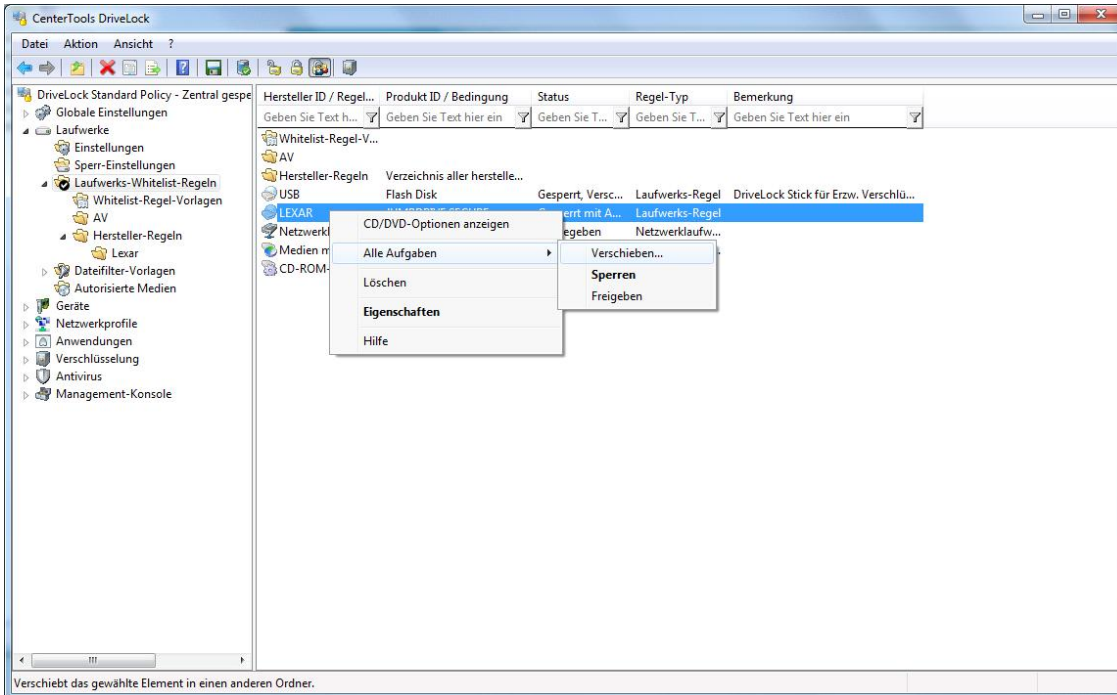 CenterTools DriveLock
Datei Aktion Ansicht ?
DriveLock Standard Policy - Zentral gespe
Globale Einstellungen
Laufwerke
Einstellungen
Sperr-Einstellungen
Laufwerks-Whitelist-Regeln
Whitelist-Regel-Vorlagen
AV
Hersteller-Regeln
Lexar
Dateifilter-Vorlagen
Autorisierte Medien
Geräte
Netzwerkprofile
Anwendungen
Verschlüsselung
Antivirus
Management-Konsole
Hersteller ID / Regel... Produkt ID / Bedingung Status Regel-Typ Bemerkung
Geben Sie Text h... Geben Sie Text hier ein Geben Sie T... Geben Sie T... Geben Sie Text hier ein
Whitelist-Regel-V...
AV
Hersteller-Regeln Verzeichnis aller herstelle...
USB Flash Disk Gesperrt, Versc... Laufwerks-Regel DriveLock Stick für Erzw. Verschlü...
LEXAR mit A... Laufwerks-Regel
Netzwerkl egeben Netzwerklaufw...
Medien m
CD-ROM-
CD/DVD-Optionen anzeigen
Alle Aufgaben
Löschen
Eigenschaften
Hilfe
Verschieben...
Sperren
Freigeben
Verschiebt das gewählte Element in einen anderen Ordner.